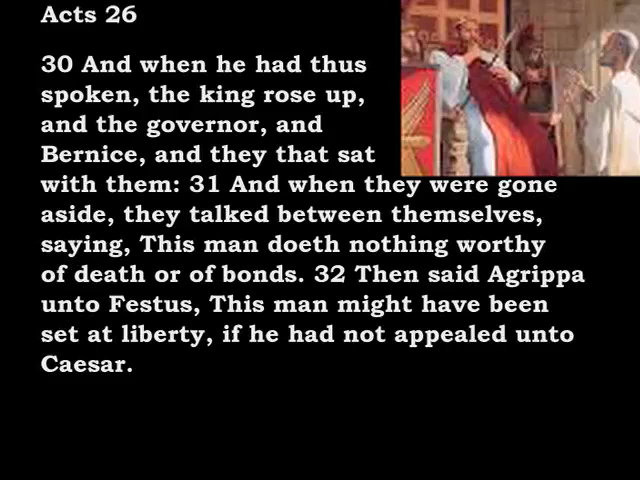 Acts 26
30 And when he had thus
spoken, the king rose up,
and the governor, and
Bernice, and they that sat
with them: 31 And when they were gone
aside, they talked between themselves,
saying, This man doeth nothing worthy
of death or of bonds. 32 Then said Agrippa
unto Festus, This man might have been
set at liberty, if he had not appealed unto
Caesar.